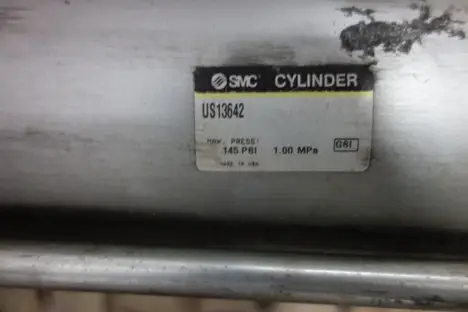 SMC CYLINDER
US13642
MAX. PRESS:
145 PSI 1.00 MPa
MADE IN USA